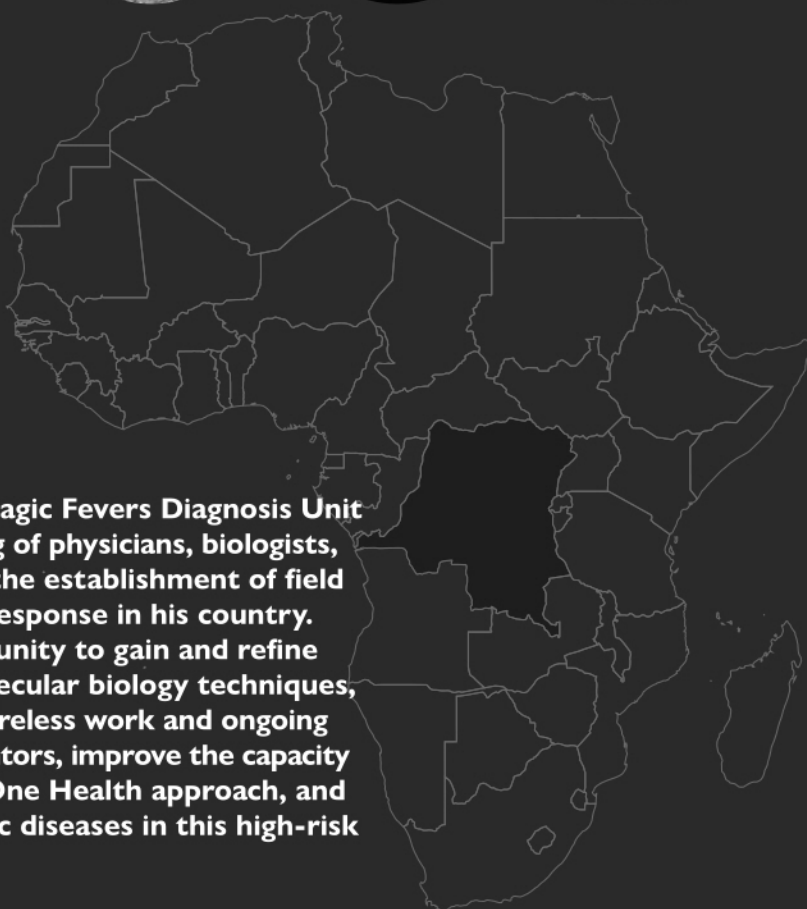 agic Fevers Diagnosis Unit
g of physicians, biologists,
the establishment of field
esponse in his country.
unity to gain and refine
ecular biology techniques,
reless work and ongoing
tors, improve the capacity
One Health approach, and
c diseases in this high-risk